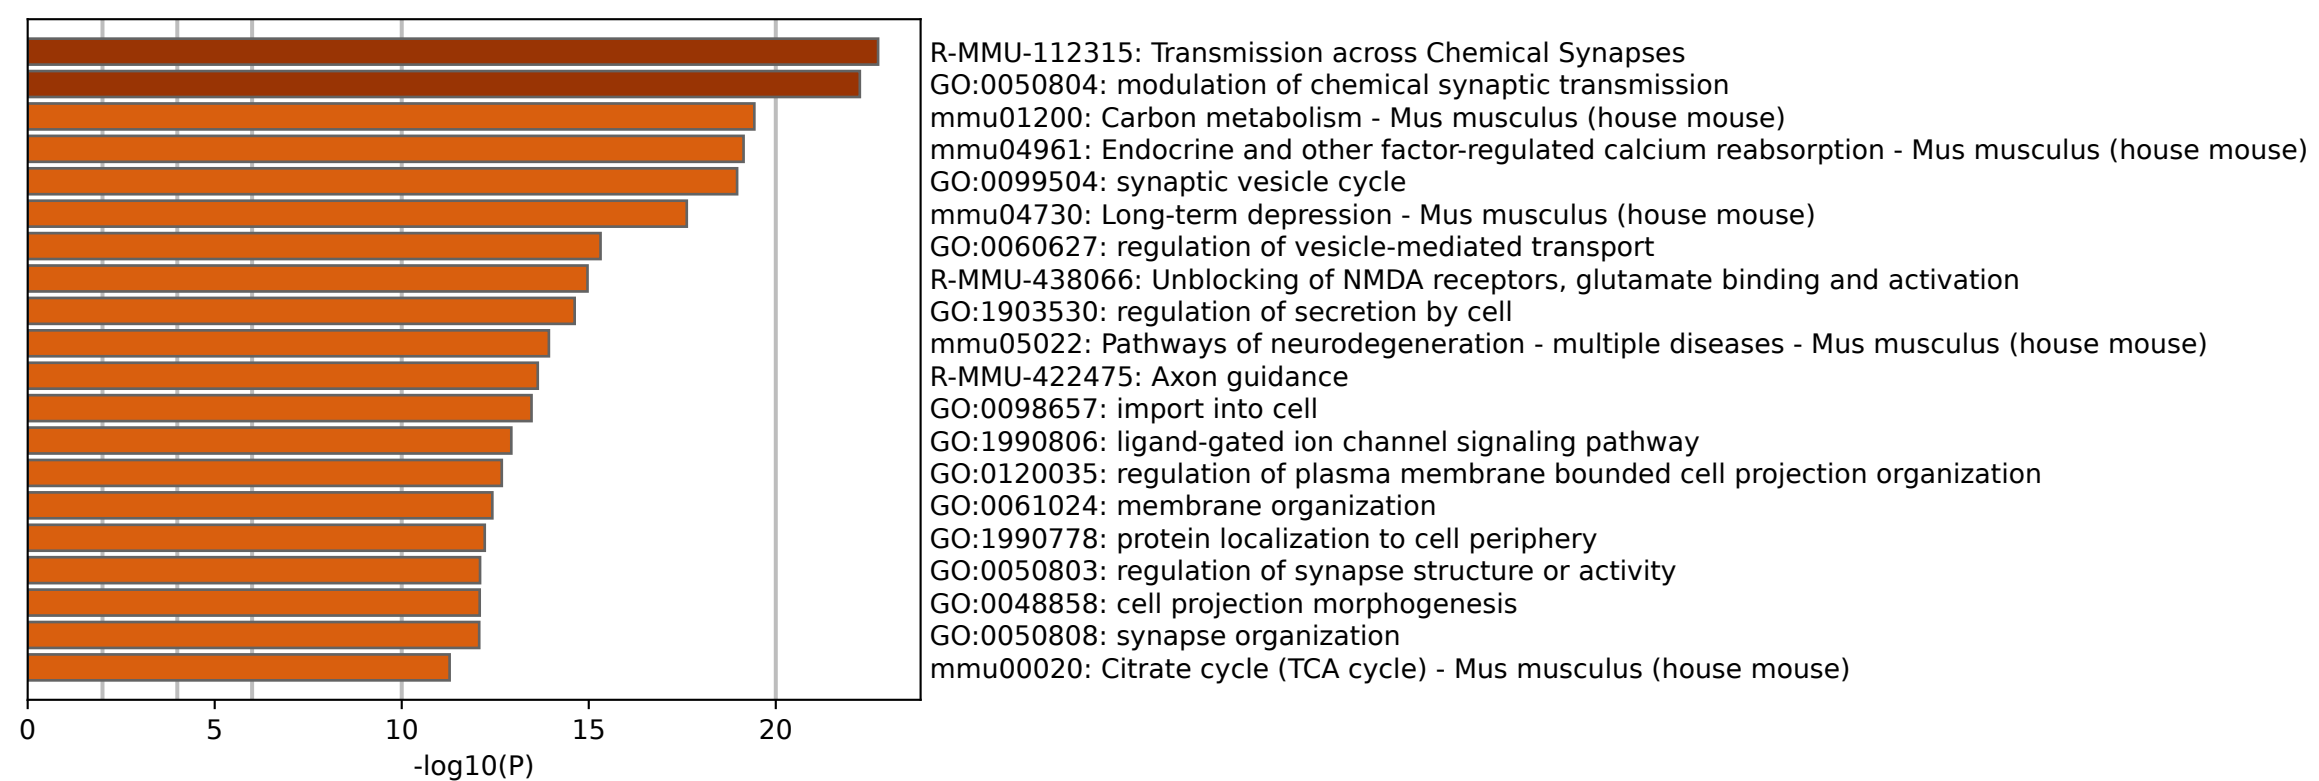 R-MMU-112315: Transmission across Chemical Synapses
GO:0050804: modulation of chemical synaptic transmission
mmu01200: Carbon metabolism - Mus musculus (house mouse)
mmu04961: Endocrine and other factor-regulated calcium reabsorption - Mus musculus (house mouse)
GO:0099504: synaptic vesicle cycle
mmu04730: Long-term depression - Mus musculus (house mouse)
GO:0060627: regulation of vesicle-mediated transport
R-MMU-438066: Unblocking of NMDA receptors, glutamate binding and activation
GO:1903530: regulation of secretion by cell
mmu05022: Pathways of neurodegeneration - multiple diseases - Mus musculus (house mouse)
R-MMU-422475: Axon guidance
GO:0098657: import into cell
GO:1990806: ligand-gated ion channel signaling pathway
GO:0120035: regulation of plasma membrane bounded cell projection organization
GO:0061024: membrane organization
GO:1990778: protein localization to cell periphery
GO:0050803: regulation of synapse structure or activity
GO:0048858: cell projection morphogenesis
GO:0050808: synapse organization
mmu00020: Citrate cycle (TCA cycle) - Mus musculus (house mouse)
0 5 10 15 20
-log10(P)